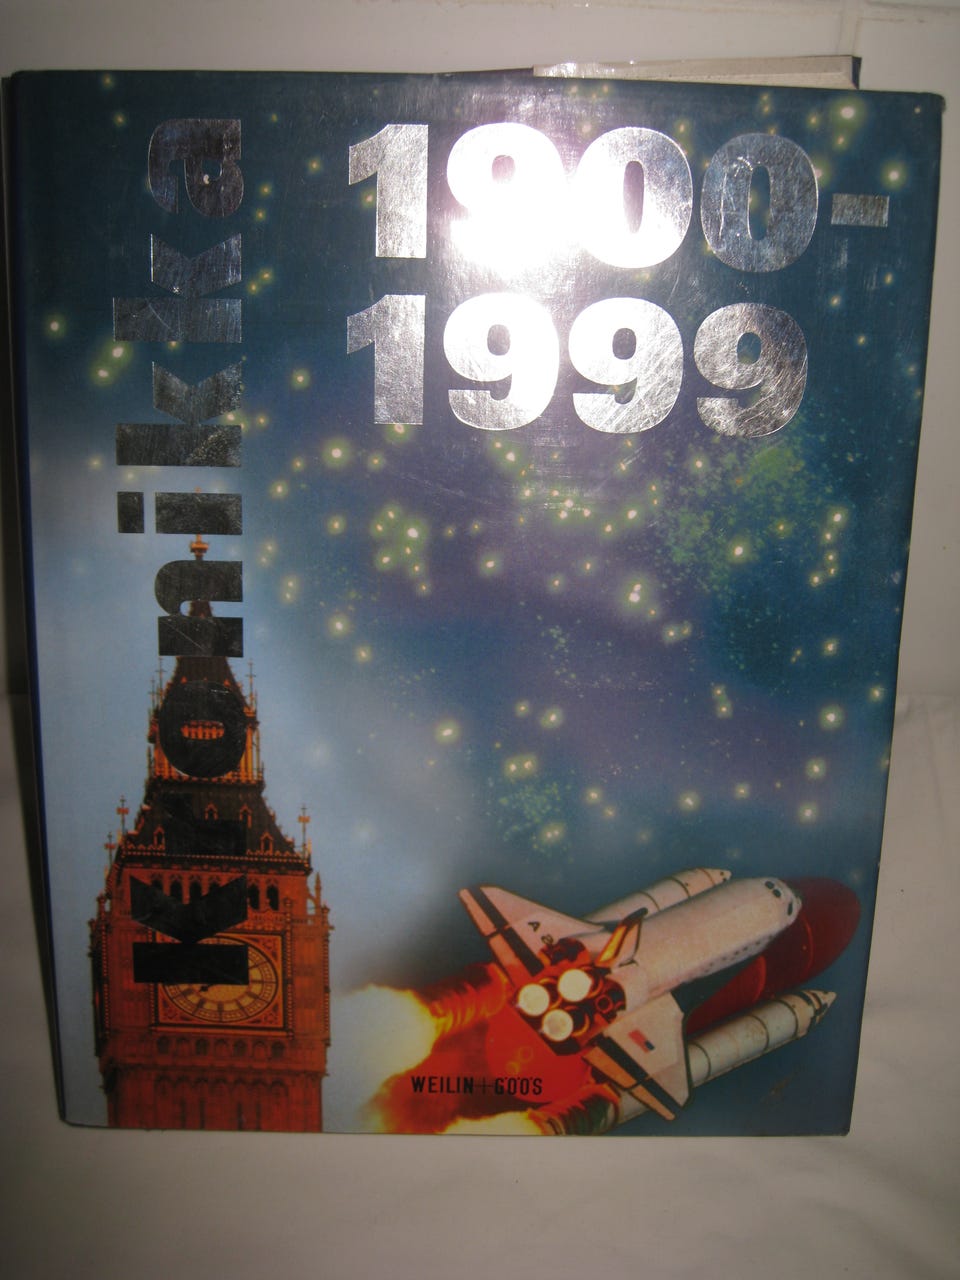 Kronikka
1900-
1999
WEILIN+GÖÖS